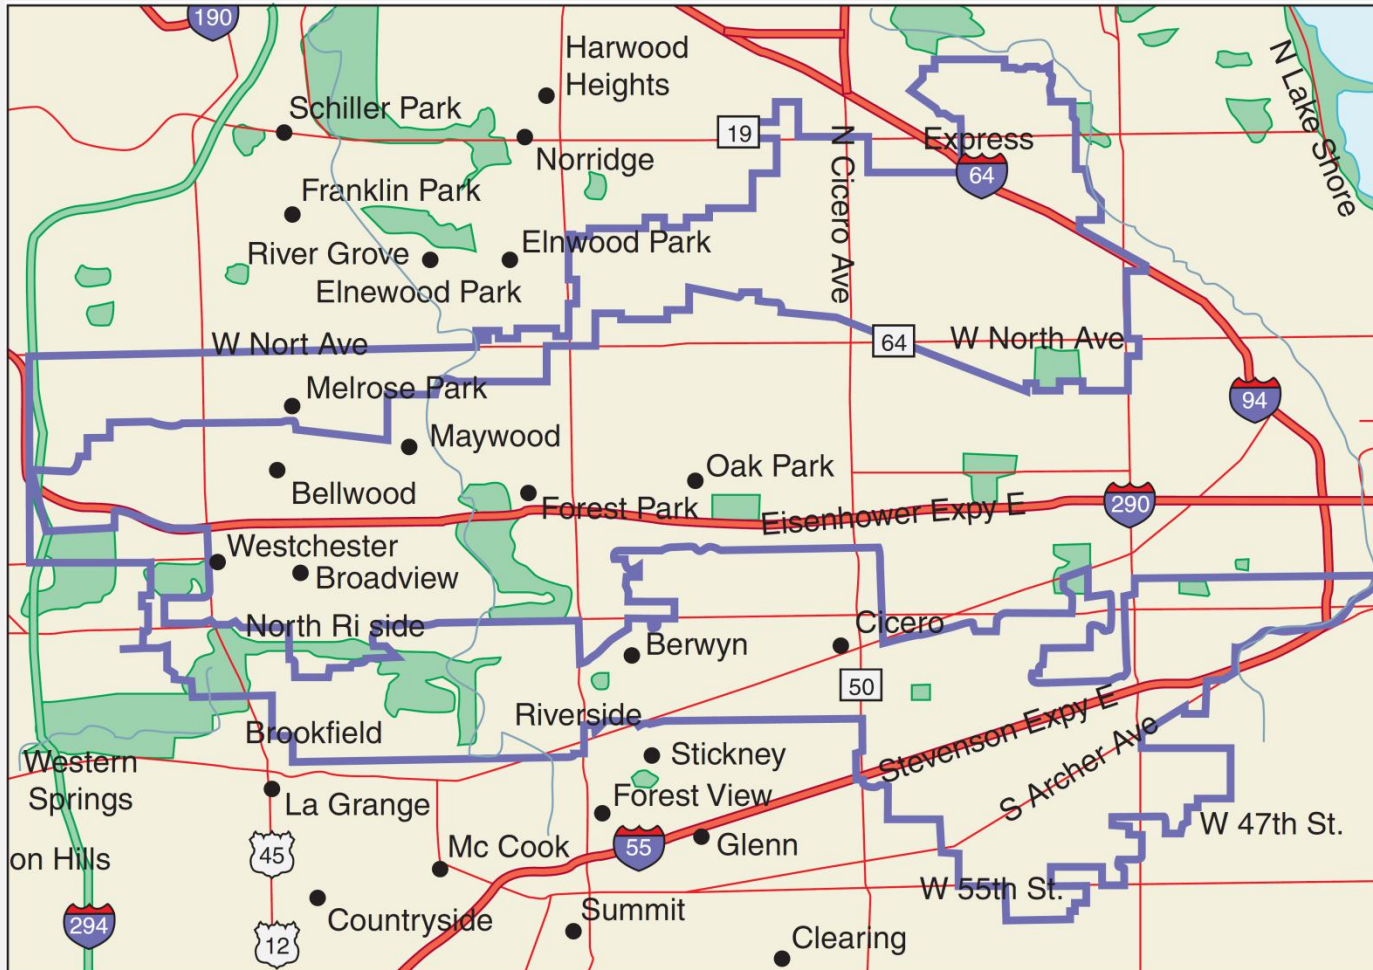 190
Harwood
Heights
Schiller Park
19
Norridge
Express
64
N Lake Shore
N Cicero Ave
Franklin Park
River Grove
Elnwood Park
Elnewood Park
W Nort Ave
64
W North Ave
Melrose Park
94
Maywood
Bellwood
Oak Park
Forest Park
Eisenhower Expy E
290
Westchester
Broadview
North Ri side
Berwyn
Cicero
50
Riverside
Brookfield
Stickney
Stevenson Expy E
S Archer Ave
Western
Springs
La Grange
Forest View
W 47th St.
45
Mc Cook
55
Glenn
on Hills
W 55th St.
Countryside
Summit
294
12
Clearing